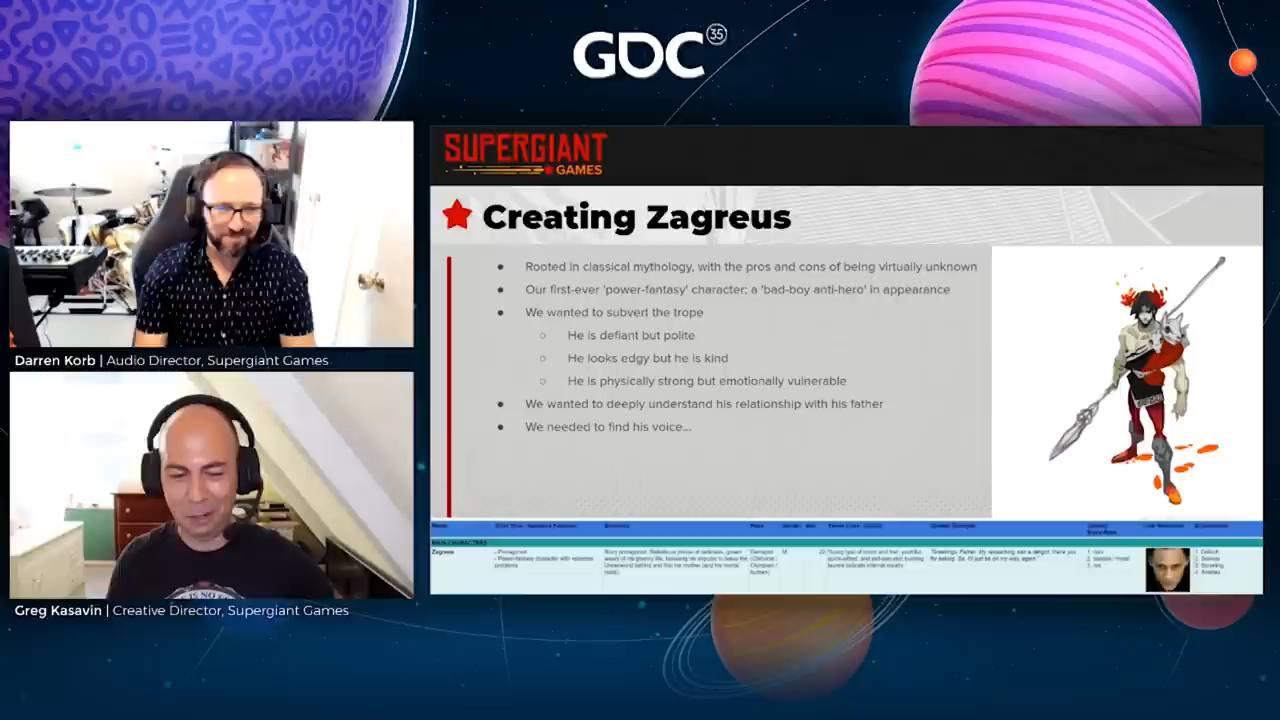 GDC 35
SUPERGIANT
GAMES
Creating Zagreus
• Rooted in classical mythology, with the pros and cons of being virtually unknown
• Our first-ever 'power-fantasy' character; a 'bad-boy anti-hero' in appearance
• We wanted to subvert the trope
○ He is defiant but polite
○ He looks edgy but he is kind
○ He is physically strong but emotionally vulnerable
• We wanted to deeply understand his relationship with his father
• We needed to find his voice...
Zagreus
Darren Korb | Audio Director, Supergiant Games
Greg Kasavin | Creative Director, Supergiant Games